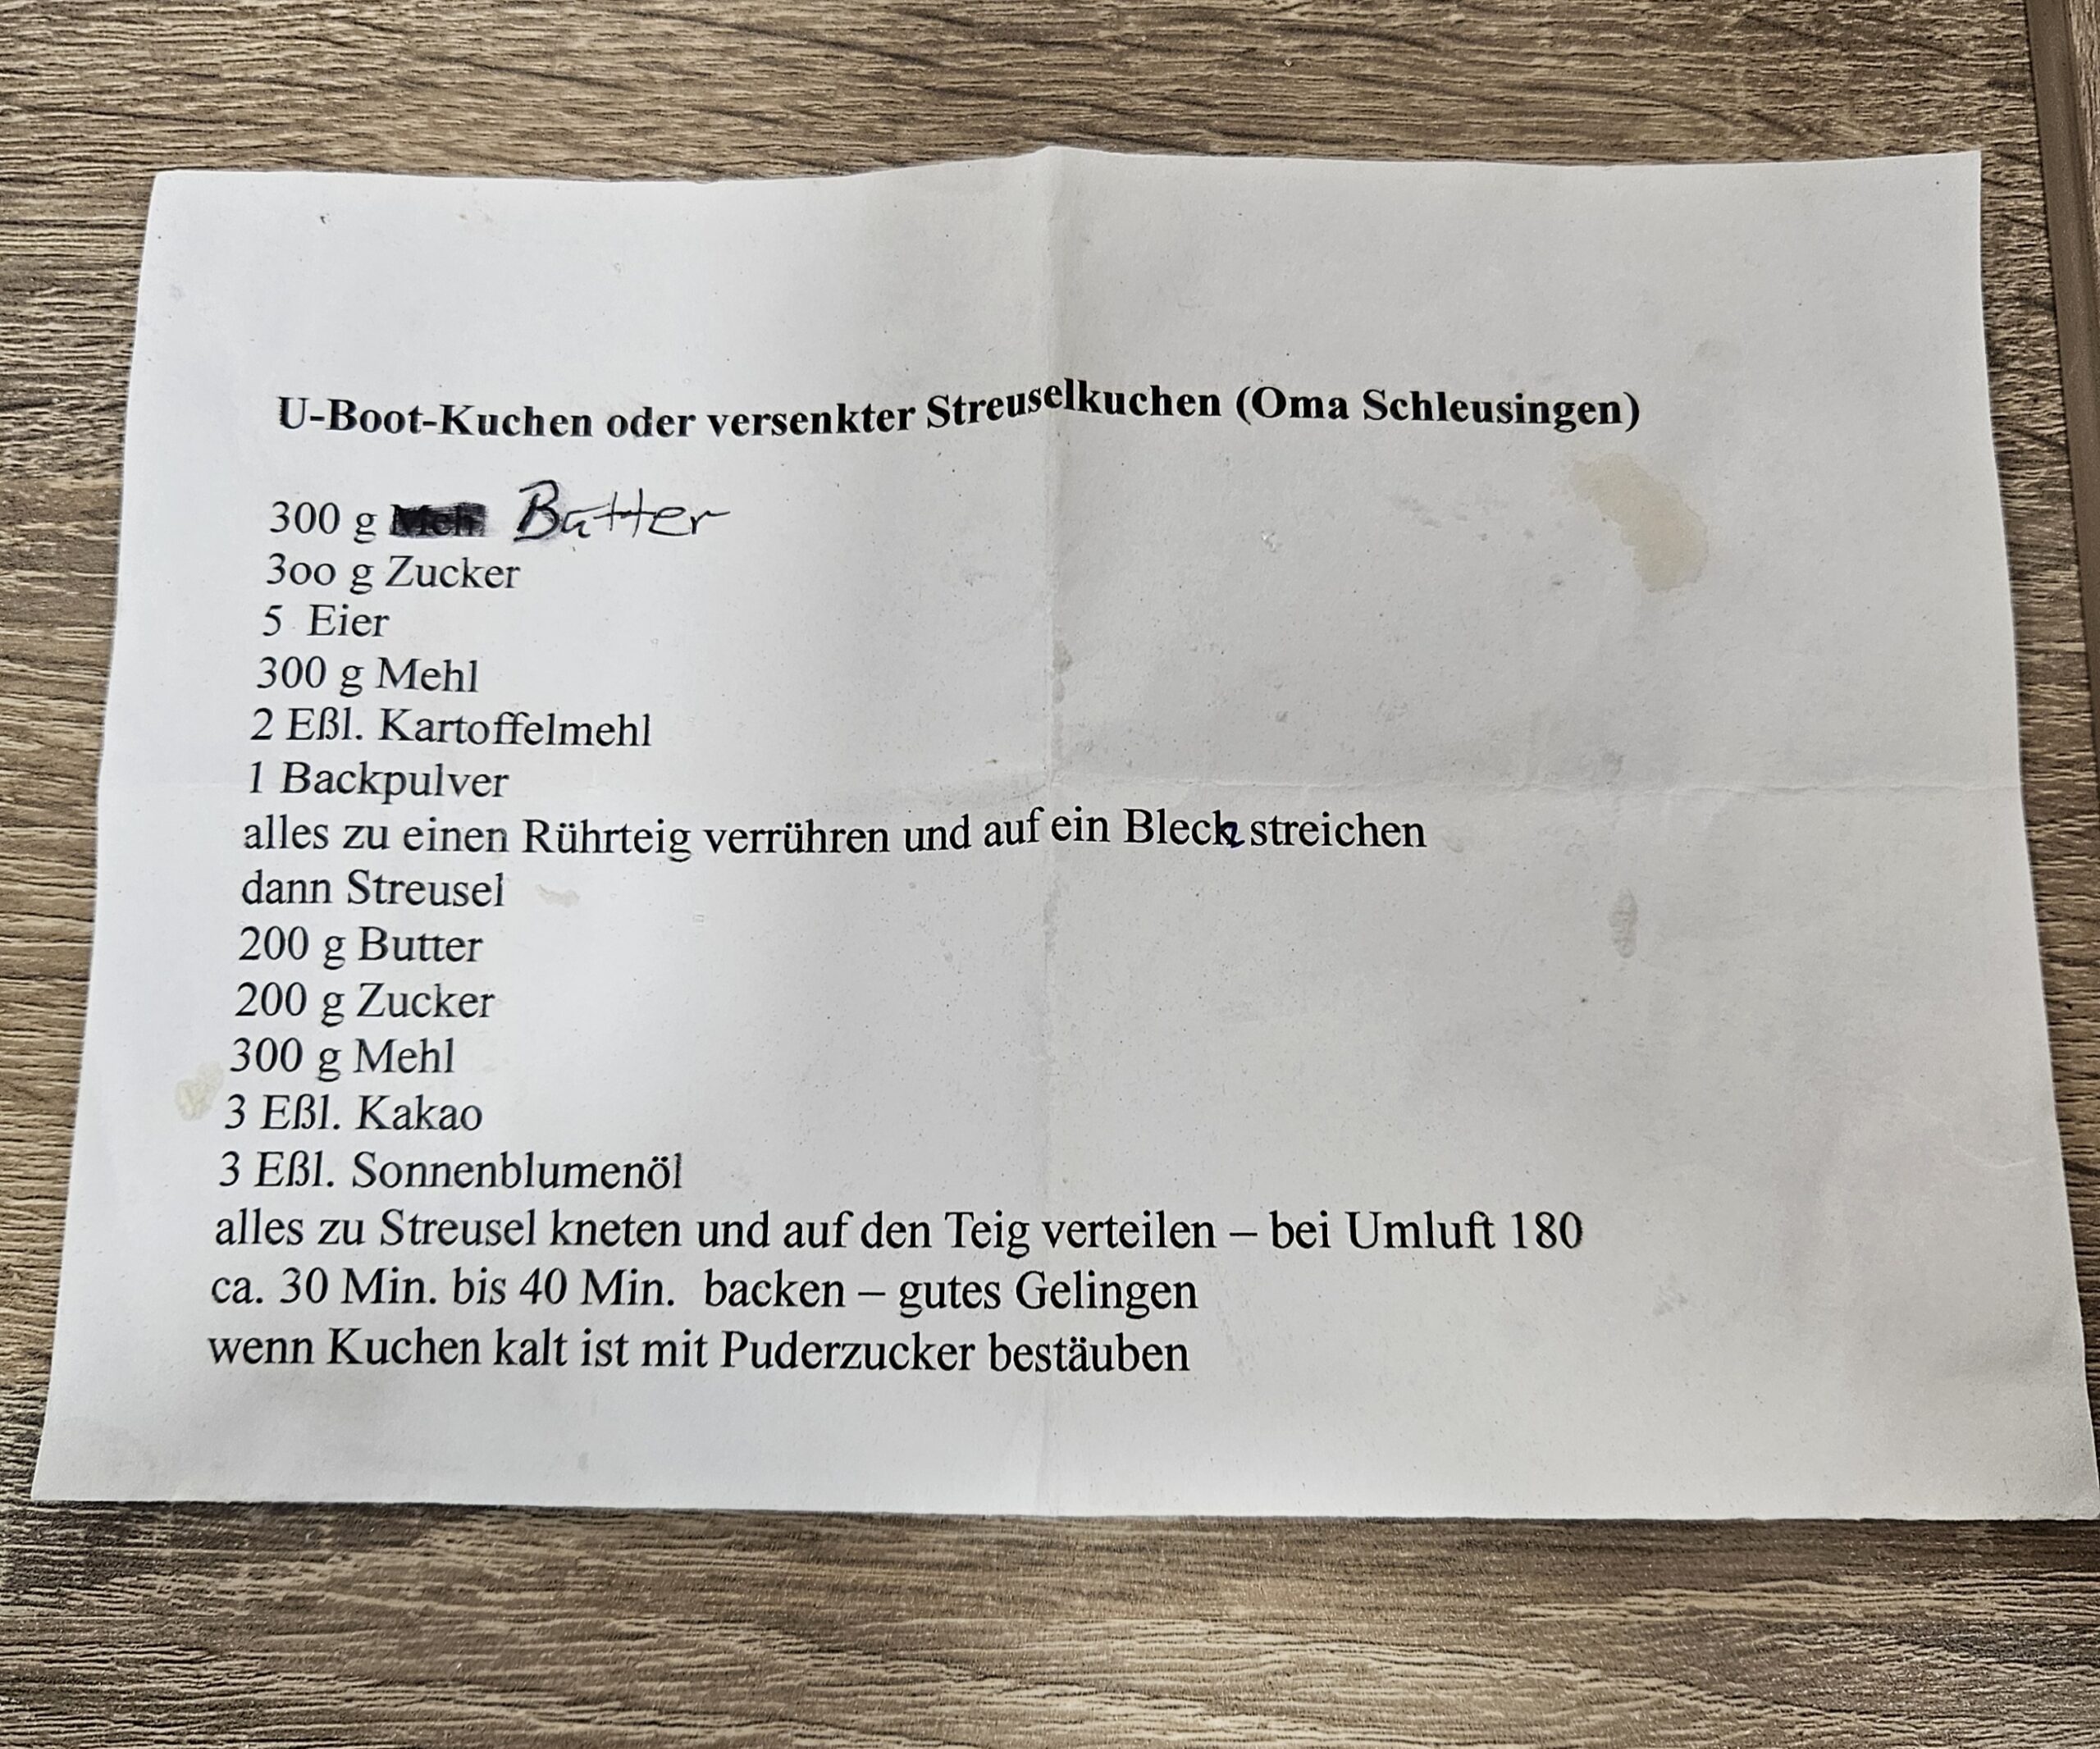 U-Boot-Kuchen oder versenkter Streuselkuchen (Oma Schleusingen)
300 g Mehl Butter
3oo g Zucker
5 Eier
300 g Mehl
2 Eßl. Kartoffelmehl
1 Backpulver
alles zu einen Rührteig verrühren und auf ein Blech streichen
dann Streusel
200 g Butter
200 g Zucker
300 g Mehl
3 Eßl. Kakao
3 Eßl. Sonnenblumenöl
alles zu Streusel kneten und auf den Teig verteilen – bei Umluft 180
ca. 30 Min. bis 40 Min. backen – gutes Gelingen
wenn Kuchen kalt ist mit Puderzucker bestäuben